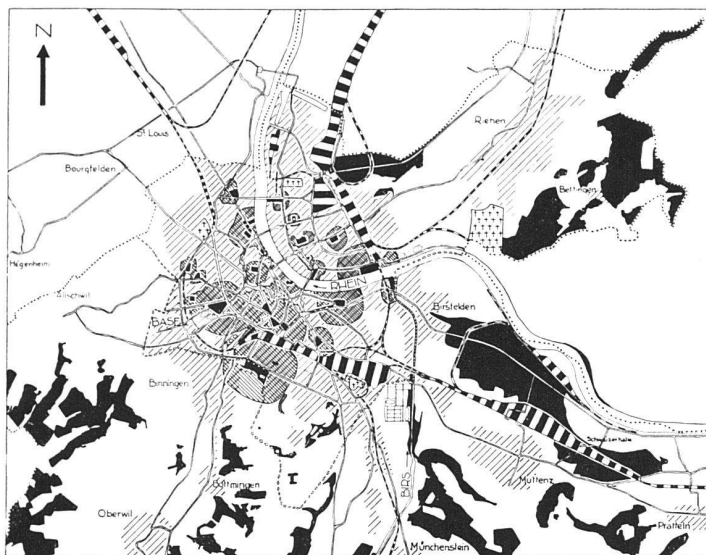 N
St. Louis
Riehen
Bourgfelden
Bettingen
Hegenheim
Allschwil
RHEIN
BASEL
Birsfelden
Binningen
Schweizerhalle
Bottmingen
BIRS
Muttenz
Oberwil
Pratteln
Münchenstein